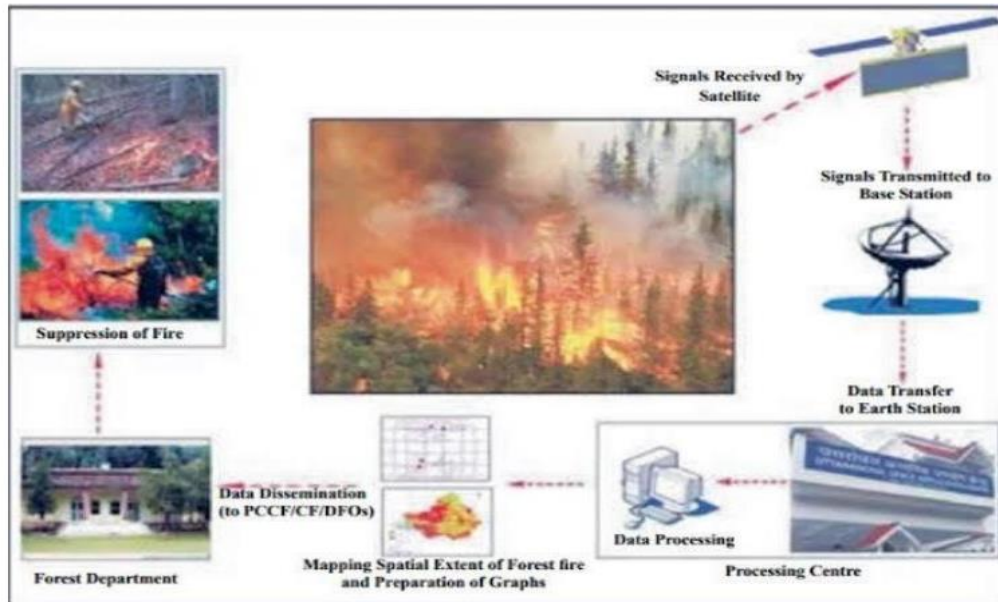 Signals Received by
Satellite
Signals Transmitted to
Base Station
Data Transfer
to Earth Station
Processing Centre
Data Processing
Mapping Spatial Extent of Forest fire
and Preparation of Graphs
Data Dissemination
(to PCCF/CF/DFOs)
Forest Department
Suppression of Fire